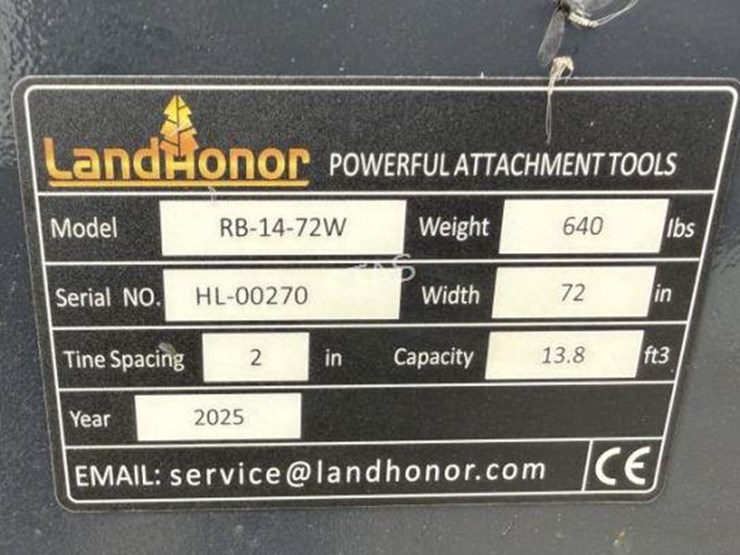 LandHonor POWERFUL ATTACHMENT TOOLS
Model RB-14-72W Weight 640 lbs
Serial NO. HL-00270 Width 72 in
Tine Spacing 2 in Capacity 13.8 ft3
Year 2025
EMAIL: service@landhonor.com CE